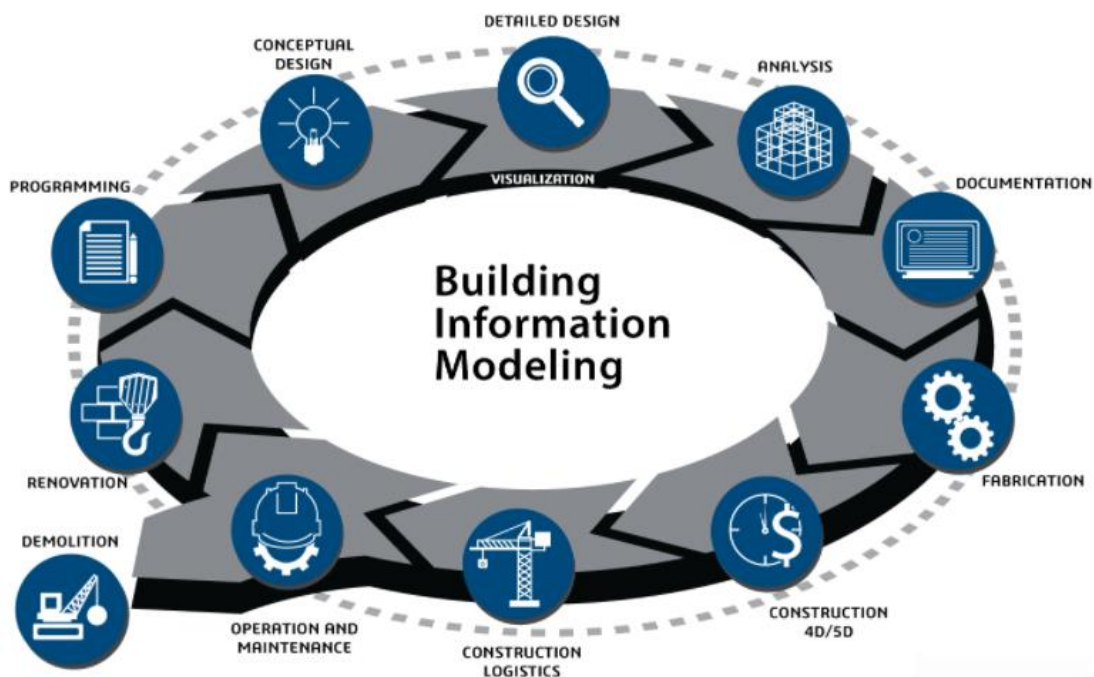 DETAILED DESIGN
CONCEPTUAL
DESIGN
ANALYSIS
PROGRAMMING
VISUALIZATION
DOCUMENTATION
Building
Information
Modeling
RENOVATION
FABRICATION
DEMOLITION
OPERATION AND
MAINTENANCE
CONSTRUCTION
LOGISTICS
CONSTRUCTION
4D/5D